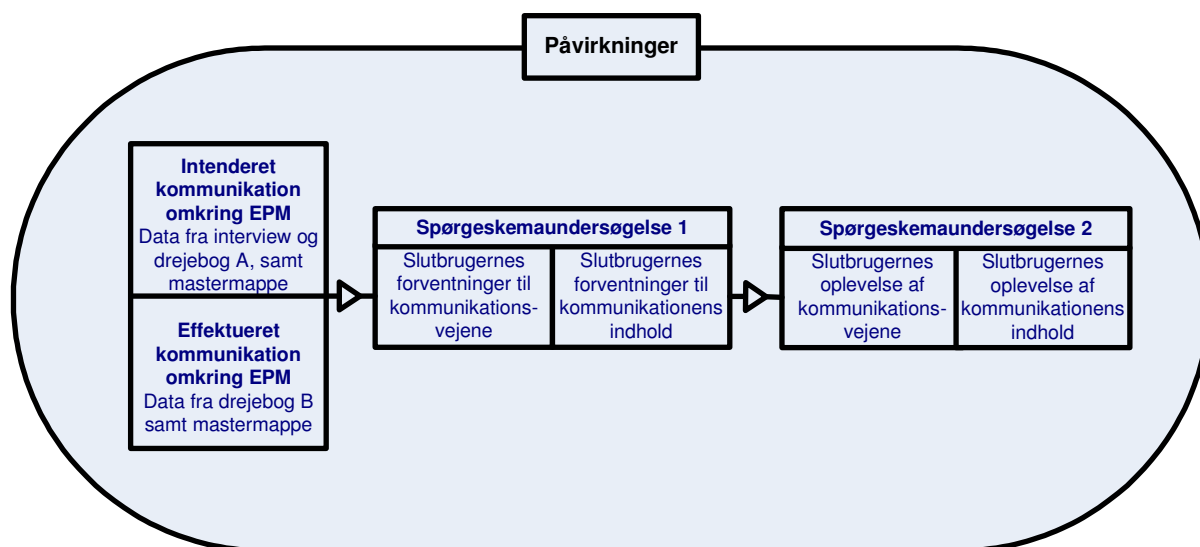 Påvirkninger
Intenderet
kommunikation
omkring EPM
Data fra interview og
drejebog A, samt
mastermappe
Effektueret
kommunikation
omkring EPM
Data fra drejebog B
samt mastermappe
Spørgeskemaundersøgelse 1
Slutbrugernes
forventninger til
kommunikations-
vejene
Slutbrugernes
forventninger til
kommunikationens
indhold
Spørgeskemaundersøgelse 2
Slutbrugernes
oplevelse af
kommunikations-
vejene
Slutbrugernes
oplevelse af
kommunikationens
indhold